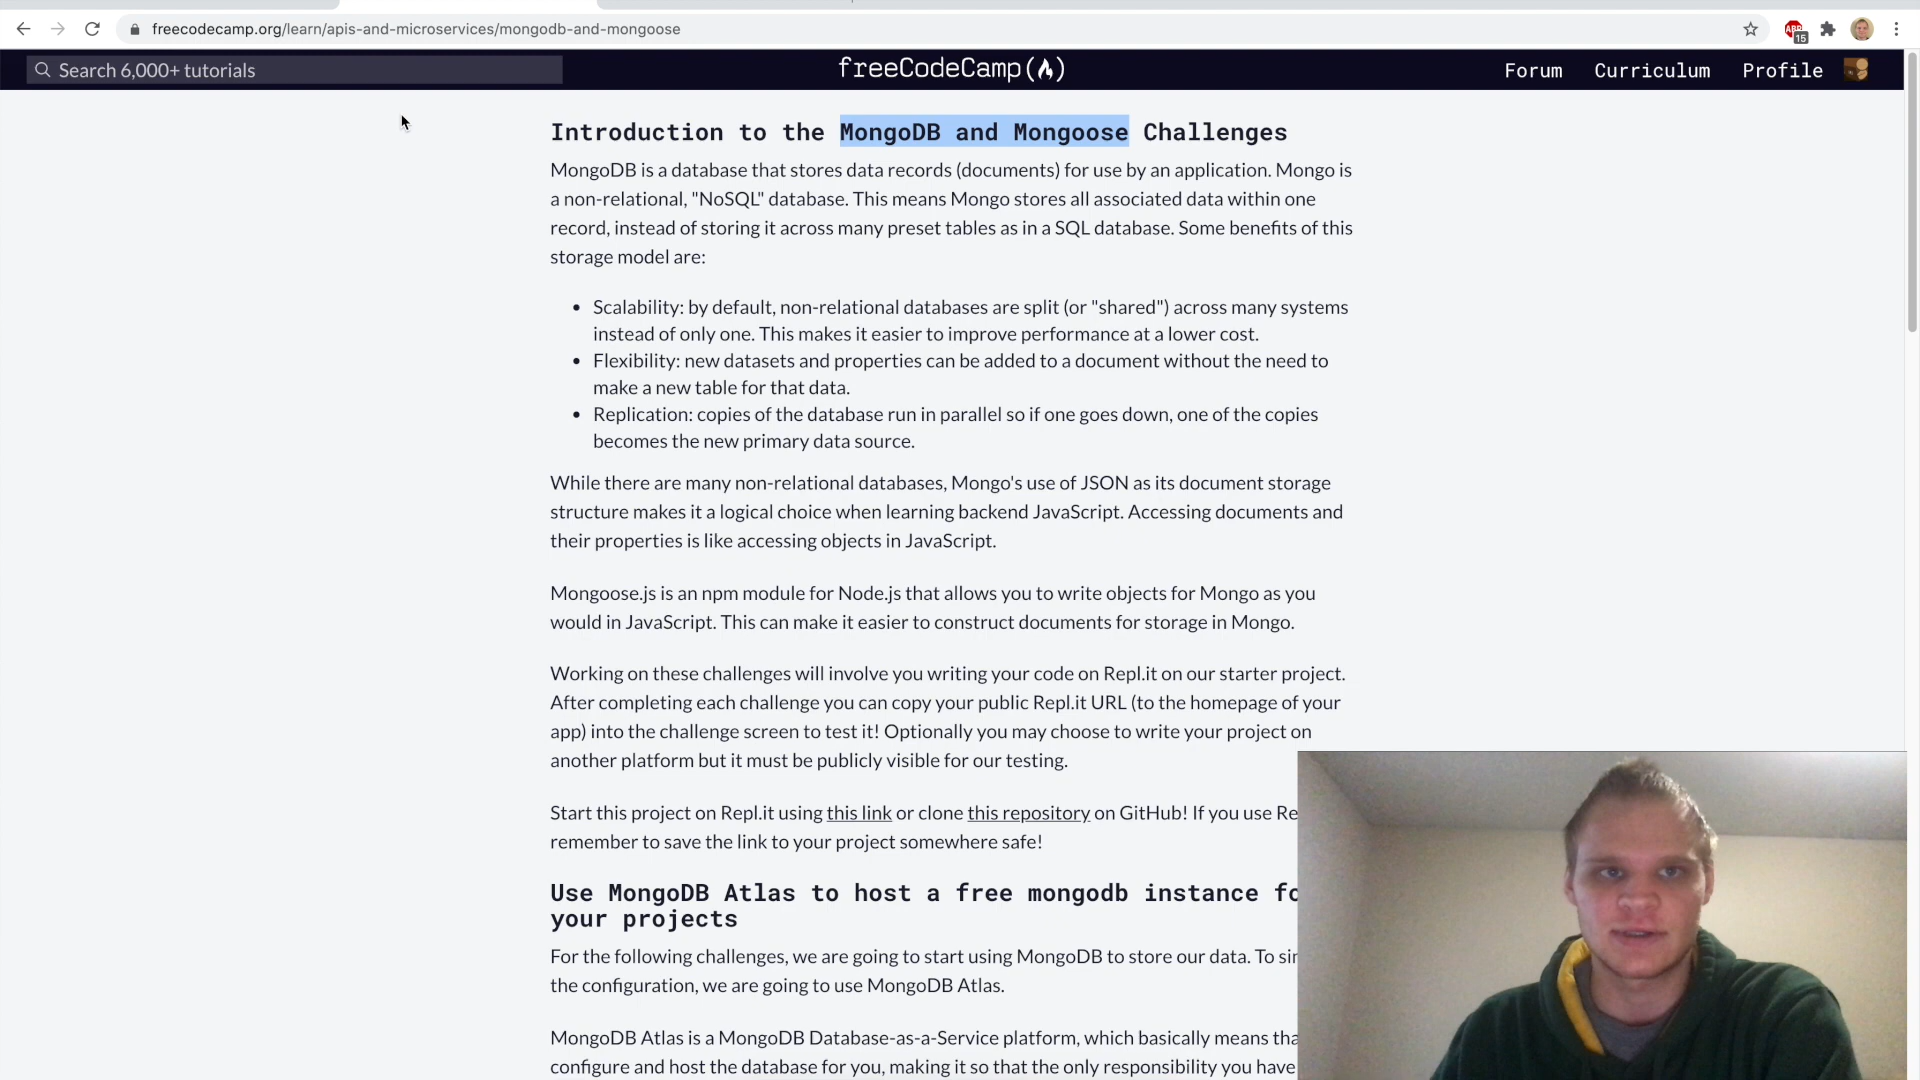 freecodecamp.org/learn/apis-and-microservices/mongodb-and-mongoose
ABP
15
Search 6,000+ tutorials
freeCodeCamp
Forum Curriculum Profile
Introduction to the MongoDB and Mongoose Challenges
MongoDB is a database that stores data records (documents) for use by an application. Mongo is
a non-relational, "NoSQL" database. This means Mongo stores all associated data within one
record, instead of storing it across many preset tables as in a SQL database. Some benefits of this
storage model are:
• Scalability: by default, non-relational databases are split (or "shared") across many systems
instead of only one. This makes it easier to improve performance at a lower cost.
• Flexibility: new datasets and properties can be added to a document without the need to
make a new table for that data.
• Replication: copies of the database run in parallel so if one goes down, one of the copies
becomes the new primary data source.
While there are many non-relational databases, Mongo's use of JSON as its document storage
structure makes it a logical choice when learning backend JavaScript. Accessing documents and
their properties is like accessing objects in JavaScript.
Mongoose.js is an npm module for Node.js that allows you to write objects for Mongo as you
would in JavaScript. This can make it easier to construct documents for storage in Mongo.
Working on these challenges will involve you writing your code on Repl.it on our starter project.
After completing each challenge you can copy your public Repl.it URL (to the homepage of your
app) into the challenge screen to test it! Optionally you may choose to write your project on
another platform but it must be publicly visible for our testing.
Start this project on Repl.it using this link or clone this repository on GitHub! If you use Re
remember to save the link to your project somewhere safe!
Use MongoDB Atlas to host a free mongodb instance fo
your projects
For the following challenges, we are going to start using MongoDB to store our data. To sim
the configuration, we are going to use MongoDB Atlas.
MongoDB Atlas is a MongoDB Database-as-a-Service platform, which basically means tha
configure and host the database for you, making it so that the only responsibility you have